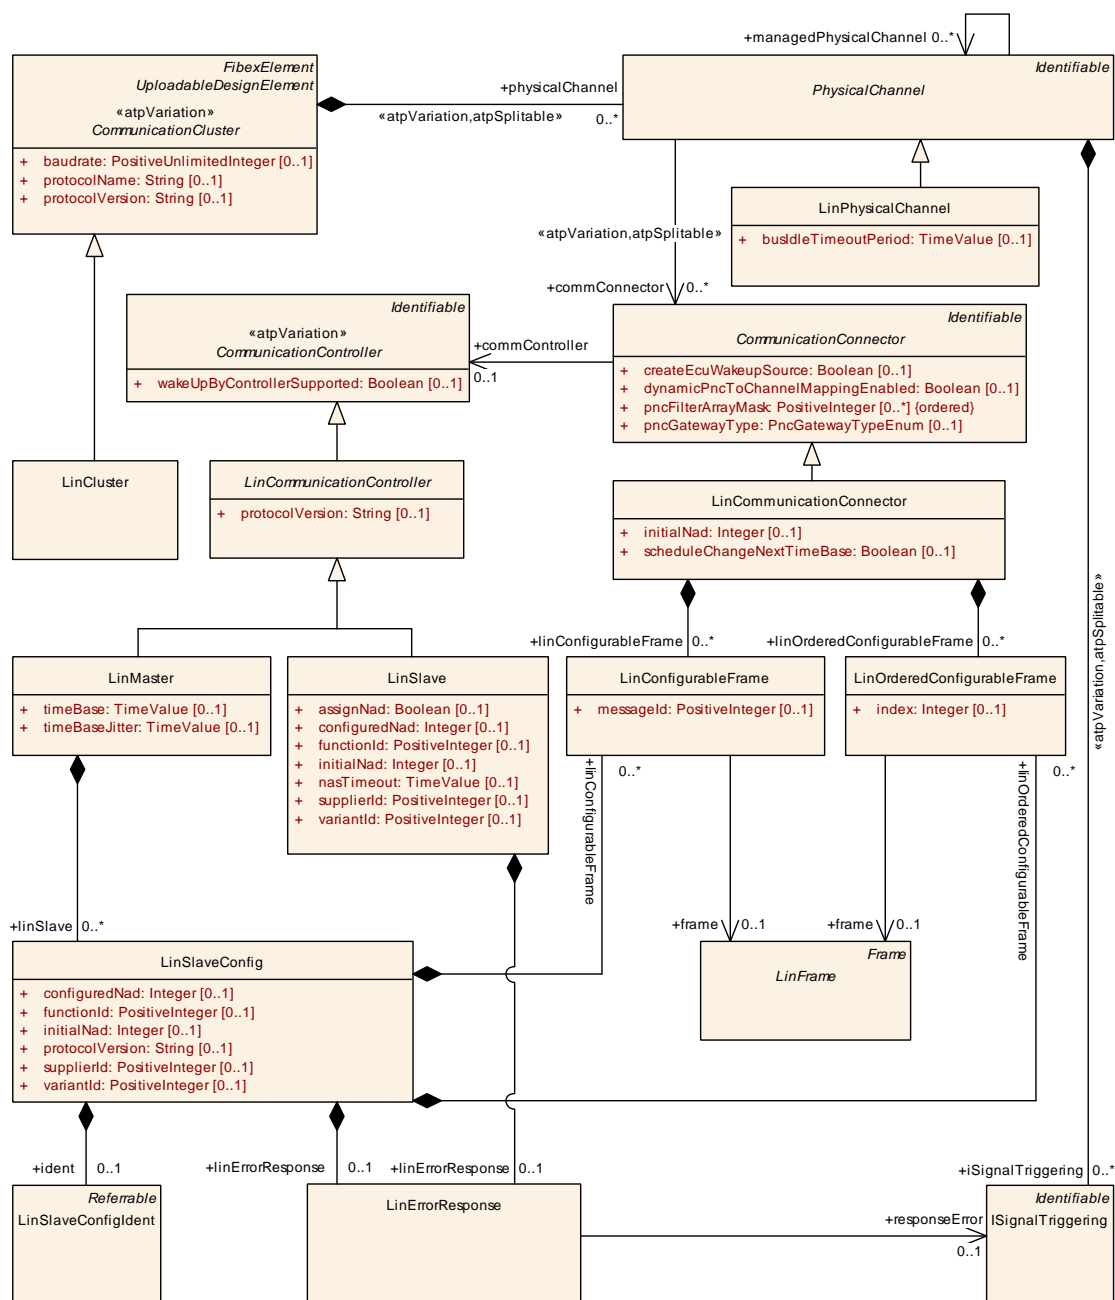 +managedPhysicalChannel 0..*
FibexElement
UploadableDesignElement
«atpVariation»
CommunicationCluster
+ baudrate: PositiveUnlimitedInteger [0..1]
+ protocolName: String [0..1]
+ protocolVersion: String [0..1]
+physicalChannel
«atpVariation,atpSplitable» 0..*
Identifiable
PhysicalChannel
LinPhysicalChannel
+ busIdleTimeoutPeriod: TimeValue [0..1]
«atpVariation,atpSplitable»
+commConnector 0..*
Identifiable
«atpVariation»
CommunicationController
+ wakeUpByControllerSupported: Boolean [0..1]
+commController
0..1
Identifiable
CommunicationConnector
+ createEcuWakeupSource: Boolean [0..1]
+ dynamicPncToChannelMappingEnabled: Boolean [0..1]
+ pncFilterArrayMask: PositiveInteger [0..*] {ordered}
+ pncGatewayType: PncGatewayTypeEnum [0..1]
LinCluster
LinCommunicationController
+ protocolVersion: String [0..1]
LinCommunicationConnector
+ initialNad: Integer [0..1]
+ scheduleChangeNextTimeBase: Boolean [0..1]
«atpVariation,atpSplitable»
+linConfigurableFrame 0..*
+linOrderedConfigurableFrame 0..*
LinMaster
+ timeBase: TimeValue [0..1]
+ timeBaseJitter: TimeValue [0..1]
LinSlave
+ assignNad: Boolean [0..1]
+ configuredNad: Integer [0..1]
+ functionId: PositiveInteger [0..1]
+ initialNad: Integer [0..1]
+ nasTimeout: TimeValue [0..1]
+ supplierId: PositiveInteger [0..1]
+ variantId: PositiveInteger [0..1]
LinConfigurableFrame
+ messageId: PositiveInteger [0..1]
LinOrderedConfigurableFrame
+ index: Integer [0..1]
+linConfigurableFrame
0..*
+linOrderedConfigurableFrame
0..*
+linSlave 0..*
+frame 0..1
+frame 0..1
LinSlaveConfig
+ configuredNad: Integer [0..1]
+ functionId: PositiveInteger [0..1]
+ initialNad: Integer [0..1]
+ protocolVersion: String [0..1]
+ supplierId: PositiveInteger [0..1]
+ variantId: PositiveInteger [0..1]
Frame
LinFrame
+ident 0..1
+linErrorResponse 0..1
+linErrorResponse 0..1
+iSignalTriggering 0..*
Referrable
LinSlaveConfigIdent
LinErrorResponse
+responseError
0..1
Identifiable
ISignalTriggering